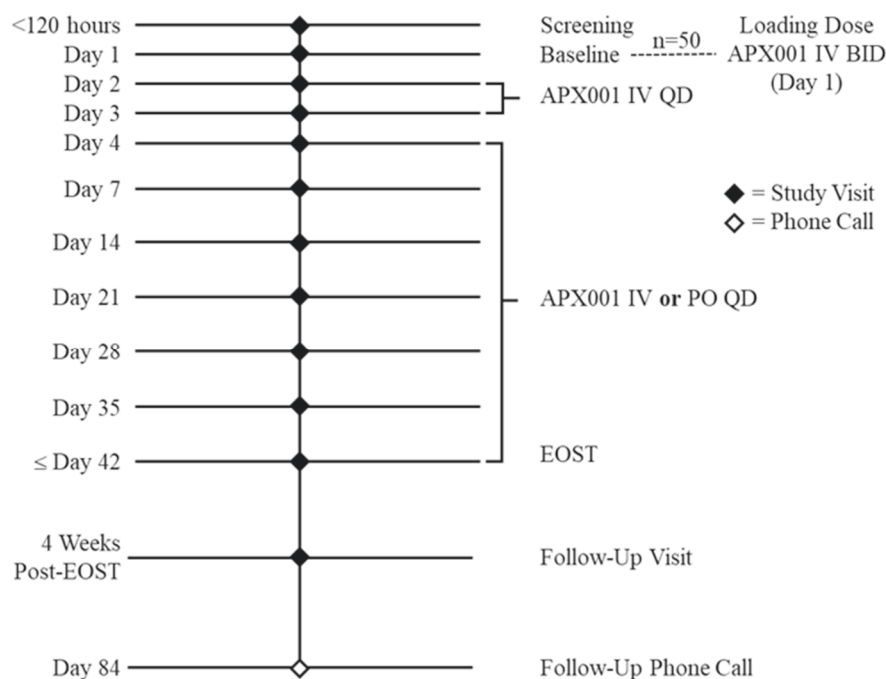 <120 hours
Screening
Loading Dose
Day 1
Baseline
n=50
APX001 IV BID
(Day 1)
Day 2
APX001 IV QD
Day 3
Day 4
Day 7
◆ = Study Visit
◇ = Phone Call
Day 14
Day 21
APX001 IV or PO QD
Day 28
Day 35
≤ Day 42
EOST
4 Weeks
Post-EOST
Follow-Up Visit
Day 84
Follow-Up Phone Call